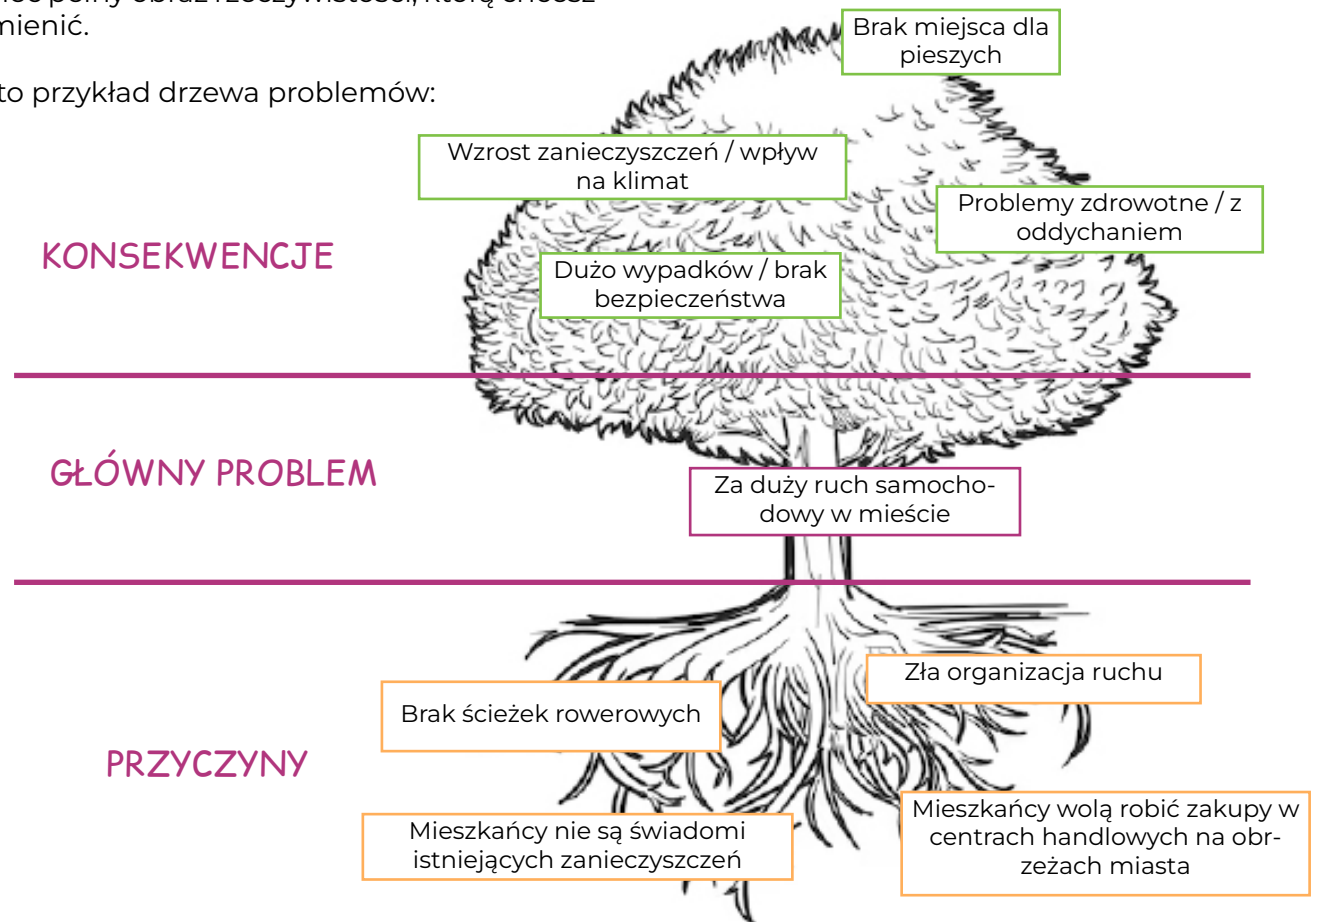 mienić.
to przykład drzewa problemów:
Brak miejsca dla
pieszych
Wzrost zanieczyszczeń / wpływ
na klimat
Problemy zdrowotne / z
oddychaniem
KONSEKWENCJE
Dużo wypadków / brak
bezpieczeństwa
GŁÓWNY PROBLEM
Za duży ruch samocho-
dowy w mieście
Zła organizacja ruchu
Brak ścieżek rowerowych
PRZYCZYNY
Mieszkańcy wolą robić zakupy w
centrach handlowych na obr-
zeżach miasta
Mieszkańcy nie są świadomi
istniejących zanieczyszczeń